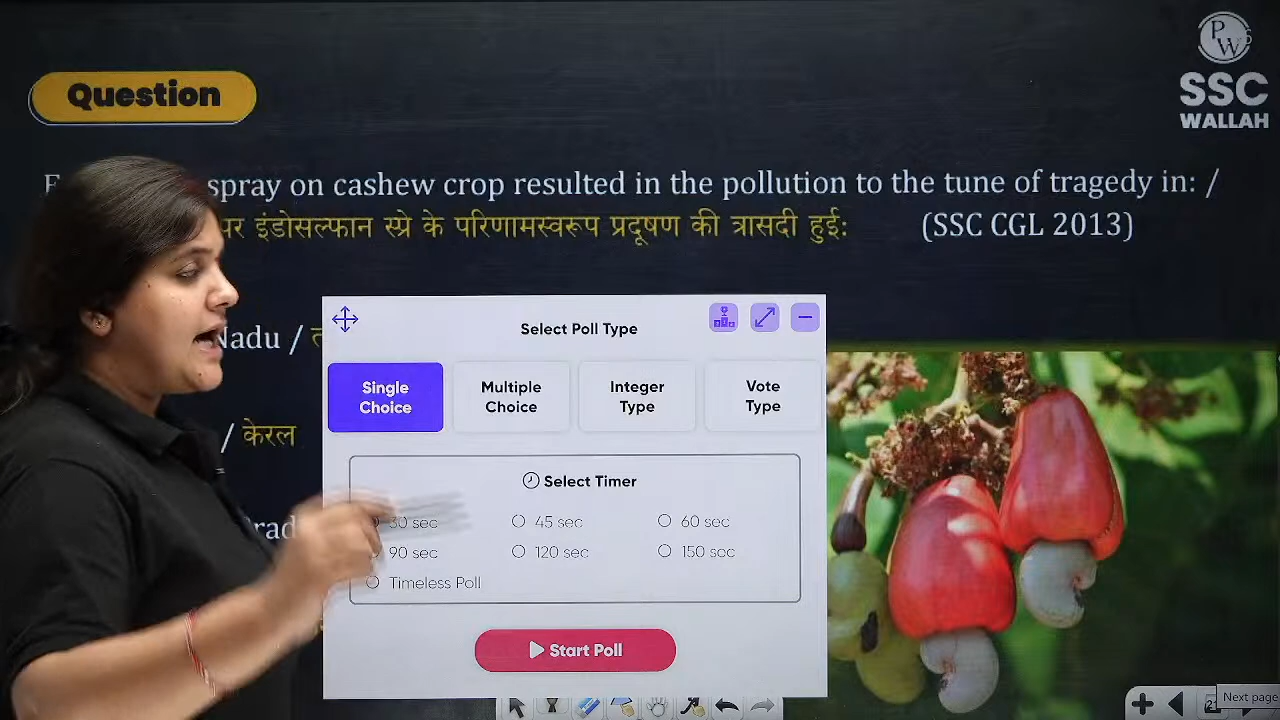 PW
SSC
WALLAH
Question
spray on cashew crop resulted in the pollution to the tune of tragedy in: /
पर इंडोसल्फान स्प्रे के परिणामस्वरूप प्रदूषण की त्रासदी हुई: (SSC CGL 2013)
Nadu /
/ केरल
Select Poll Type
Single Choice
Multiple Choice
Integer Type
Vote Type
Select Timer
30 sec 45 sec 60 sec
90 sec 120 sec 150 sec
Timeless Poll
Start Poll
Next page